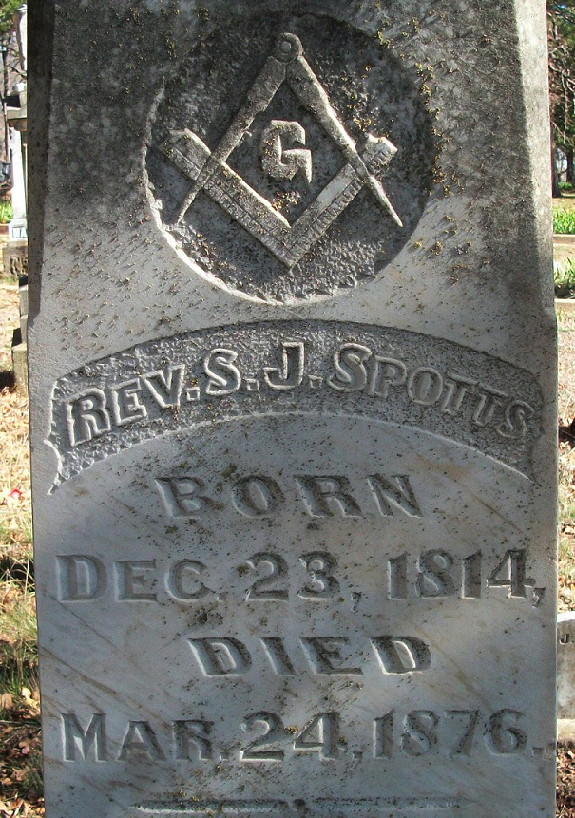 G
REV. S. J. SPOTTS
BORN
DEC. 23, 1814,
DIED
MAR. 24, 1876.